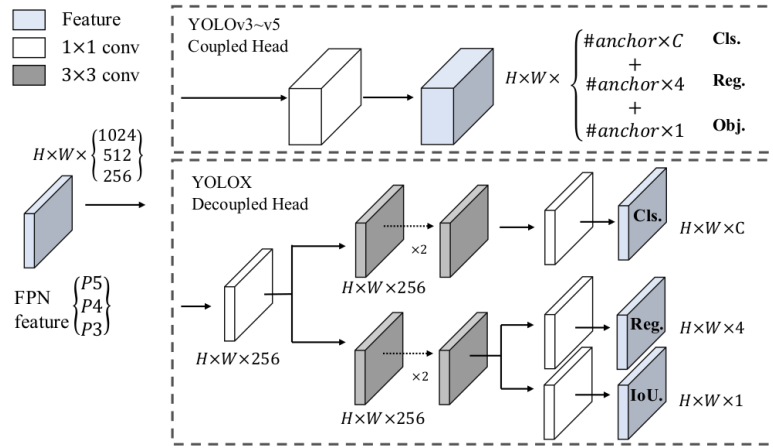 Feature
1×1 conv
3×3 conv
H×W× {1024
512
256}
FPN
feature
{P5
P4
P3}
YOLOv3~v5
Coupled Head
H×W× {#anchor×C Cls.
+
#anchor×4 Reg.
+
#anchor×1 Obj.
YOLOX
Decoupled Head
H×W×256
×2
H×W×256
Cls.
H×W×C
×2
H×W×256
Reg.
H×W×4
IoU.
H×W×1